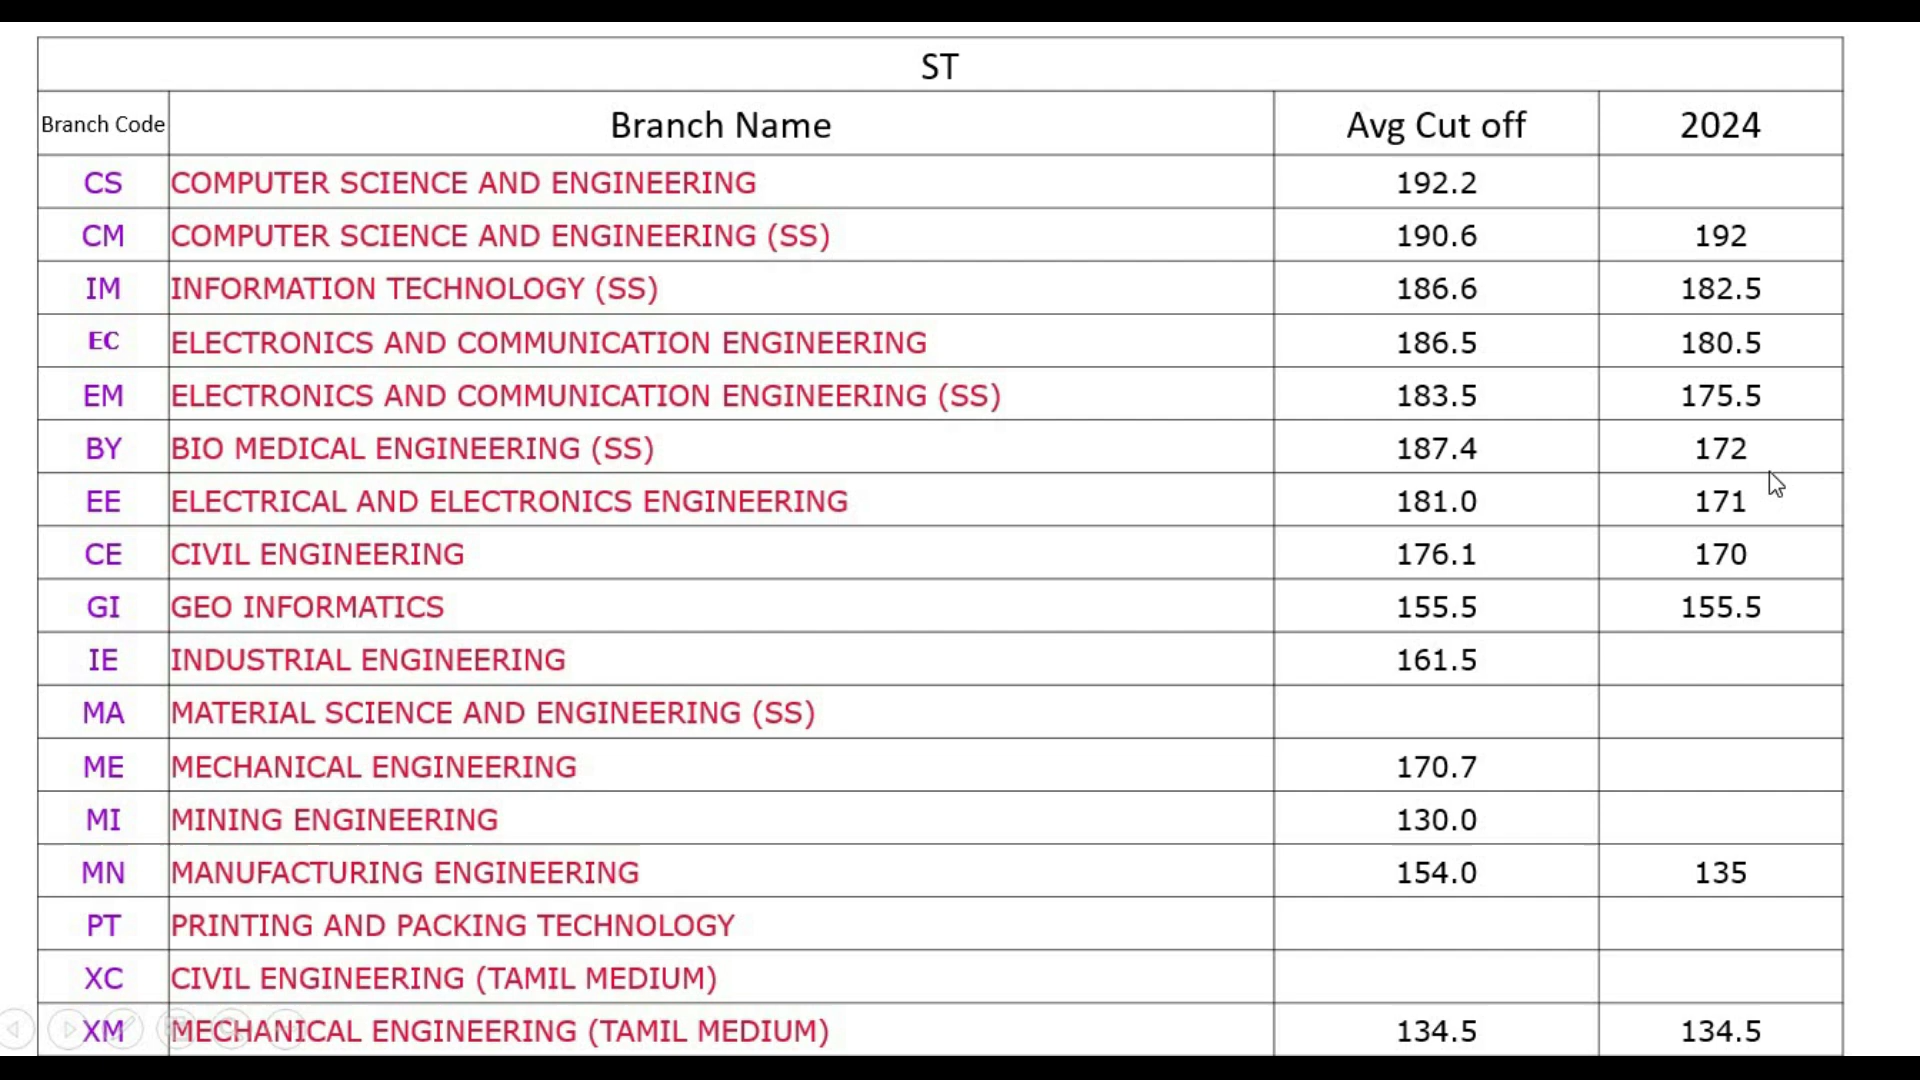 ST
Branch Code Branch Name Avg Cut off 2024
CS COMPUTER SCIENCE AND ENGINEERING 192.2
CM COMPUTER SCIENCE AND ENGINEERING (SS) 190.6 192
IM INFORMATION TECHNOLOGY (SS) 186.6 182.5
EC ELECTRONICS AND COMMUNICATION ENGINEERING 186.5 180.5
EM ELECTRONICS AND COMMUNICATION ENGINEERING (SS) 183.5 175.5
BY BIO MEDICAL ENGINEERING (SS) 187.4 172
EE ELECTRICAL AND ELECTRONICS ENGINEERING 181.0 171
CE CIVIL ENGINEERING 176.1 170
GI GEO INFORMATICS 155.5 155.5
IE INDUSTRIAL ENGINEERING 161.5
MA MATERIAL SCIENCE AND ENGINEERING (SS)
ME MECHANICAL ENGINEERING 170.7
MI MINING ENGINEERING 130.0
MN MANUFACTURING ENGINEERING 154.0 135
PT PRINTING AND PACKING TECHNOLOGY
XC CIVIL ENGINEERING (TAMIL MEDIUM)
XM MECHANICAL ENGINEERING (TAMIL MEDIUM) 134.5 134.5